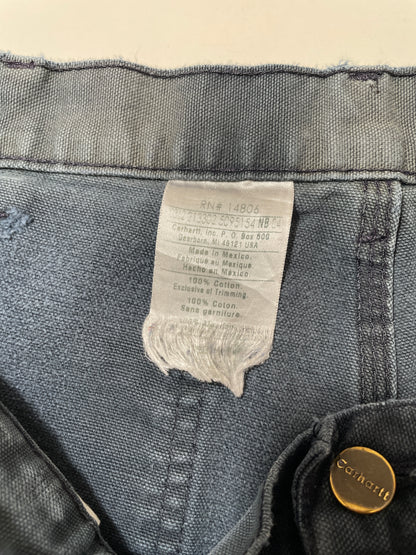 RN# 14806
Carhartt, Inc. P. O. Box 600
Dearborn, MI 48121 USA
Made in Mexico.
Fabriqué au Mexique.
Hecho en México.
100% Cotton.
Exclusive of Trimming.
100% Coton.
Sans garniture.
Carhartt